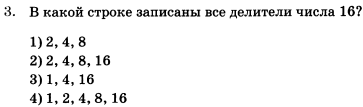 3. В какой строке записаны все делители числа 16?
1) 2, 4, 8
2) 2, 4, 8, 16
3) 1, 4, 16
4) 1, 2, 4, 8, 16